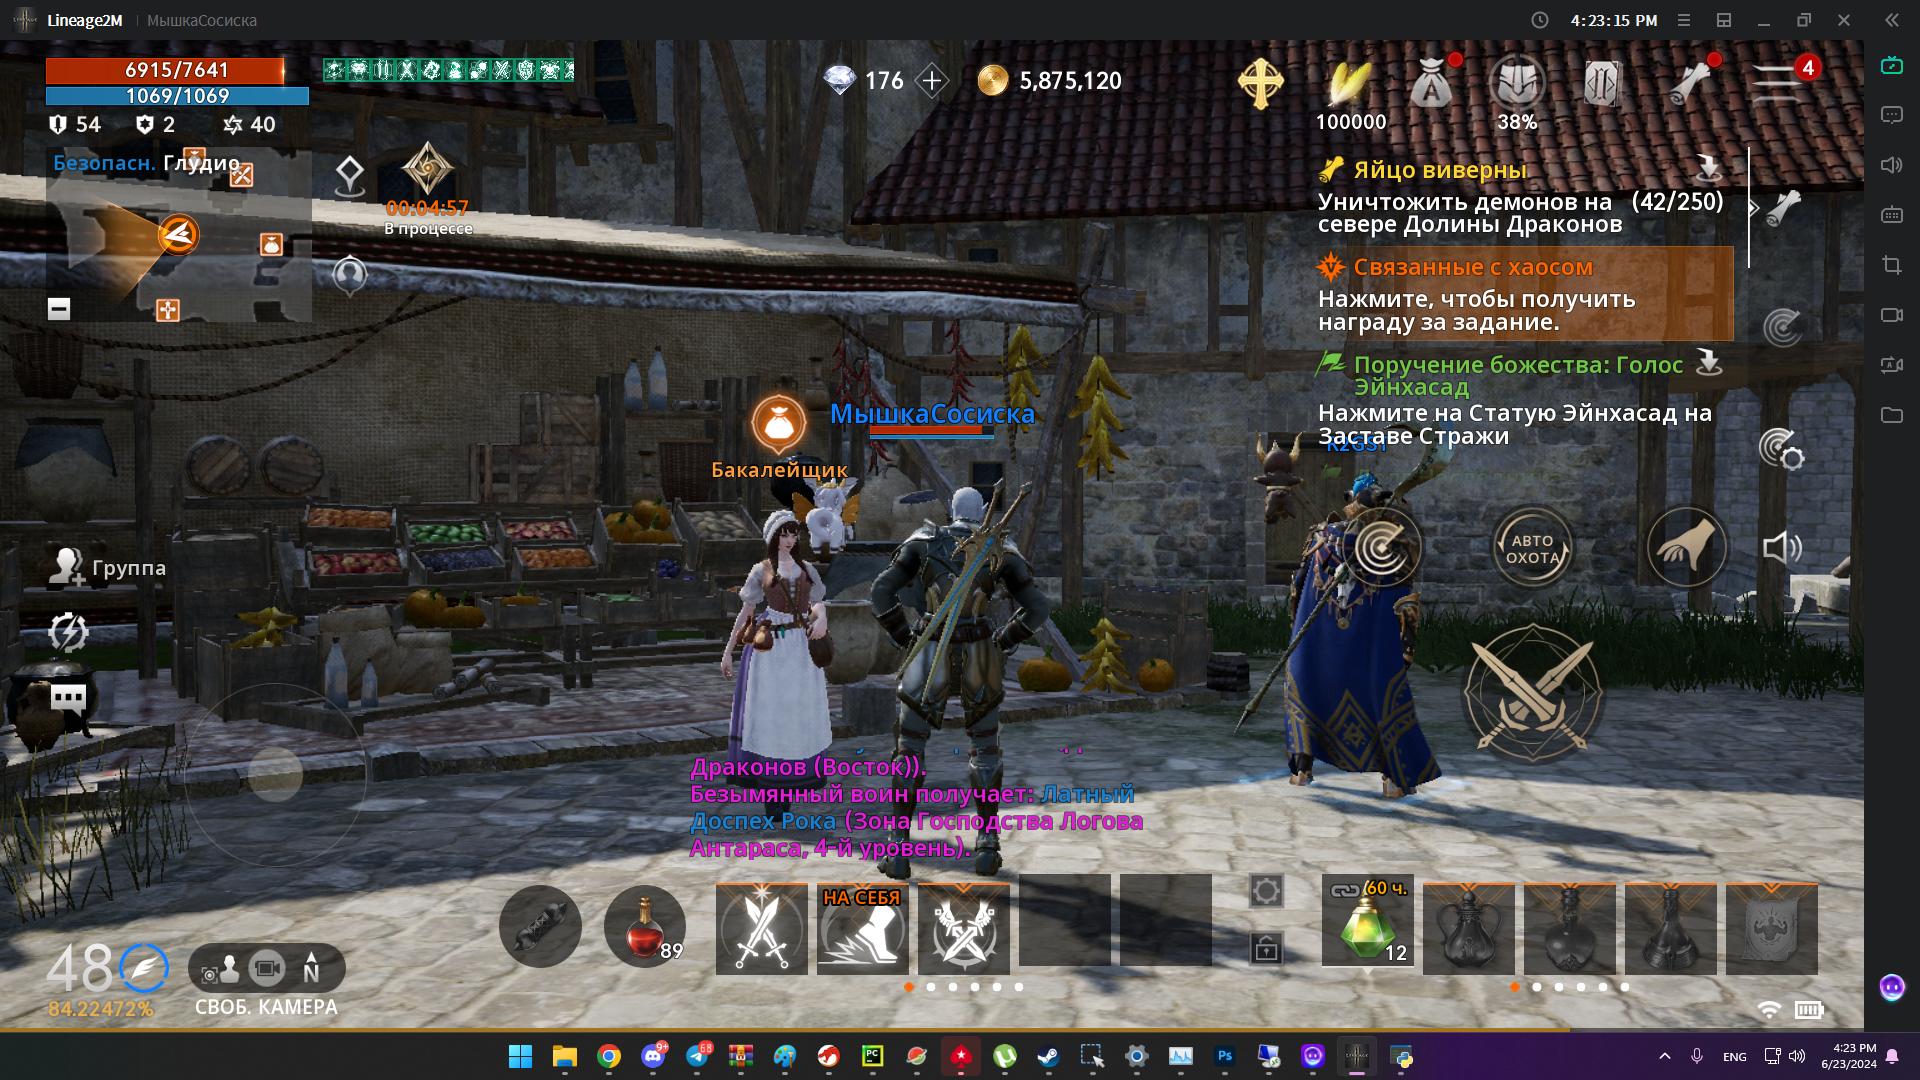 Lineage2M
МышкаСосиска
4:23:15 PM
6915/7641
1069/1069
54
2
40
176
5,875,120
100000
38%
4
Безопасн. Глудио
00:04:57
В процессе
Яйцо виверны
Уничтожить демонов на (42/250)
севере Долины Драконов
Связанные с хаосом
Нажмите, чтобы получить
награду за задание.
Поручение божества: Голос
Эйнхасад
Нажмите на Статую Эйнхасад на
Заставе Стражи
МышкаСосиска
Бакалейщик
АВТО
ОХОТА
Группа
Драконов (Восток)).
Безымянный воин получает: Латный
Доспех Рока (Зона Господства Логова
Антараса, 4-й уровень).
НА СЕБЯ
89
60 ч.
12
48
84.22472%
N
СВОБ. КАМЕРА
9+
68
PC
Ps
ENG
4:23 PM
6/23/2024